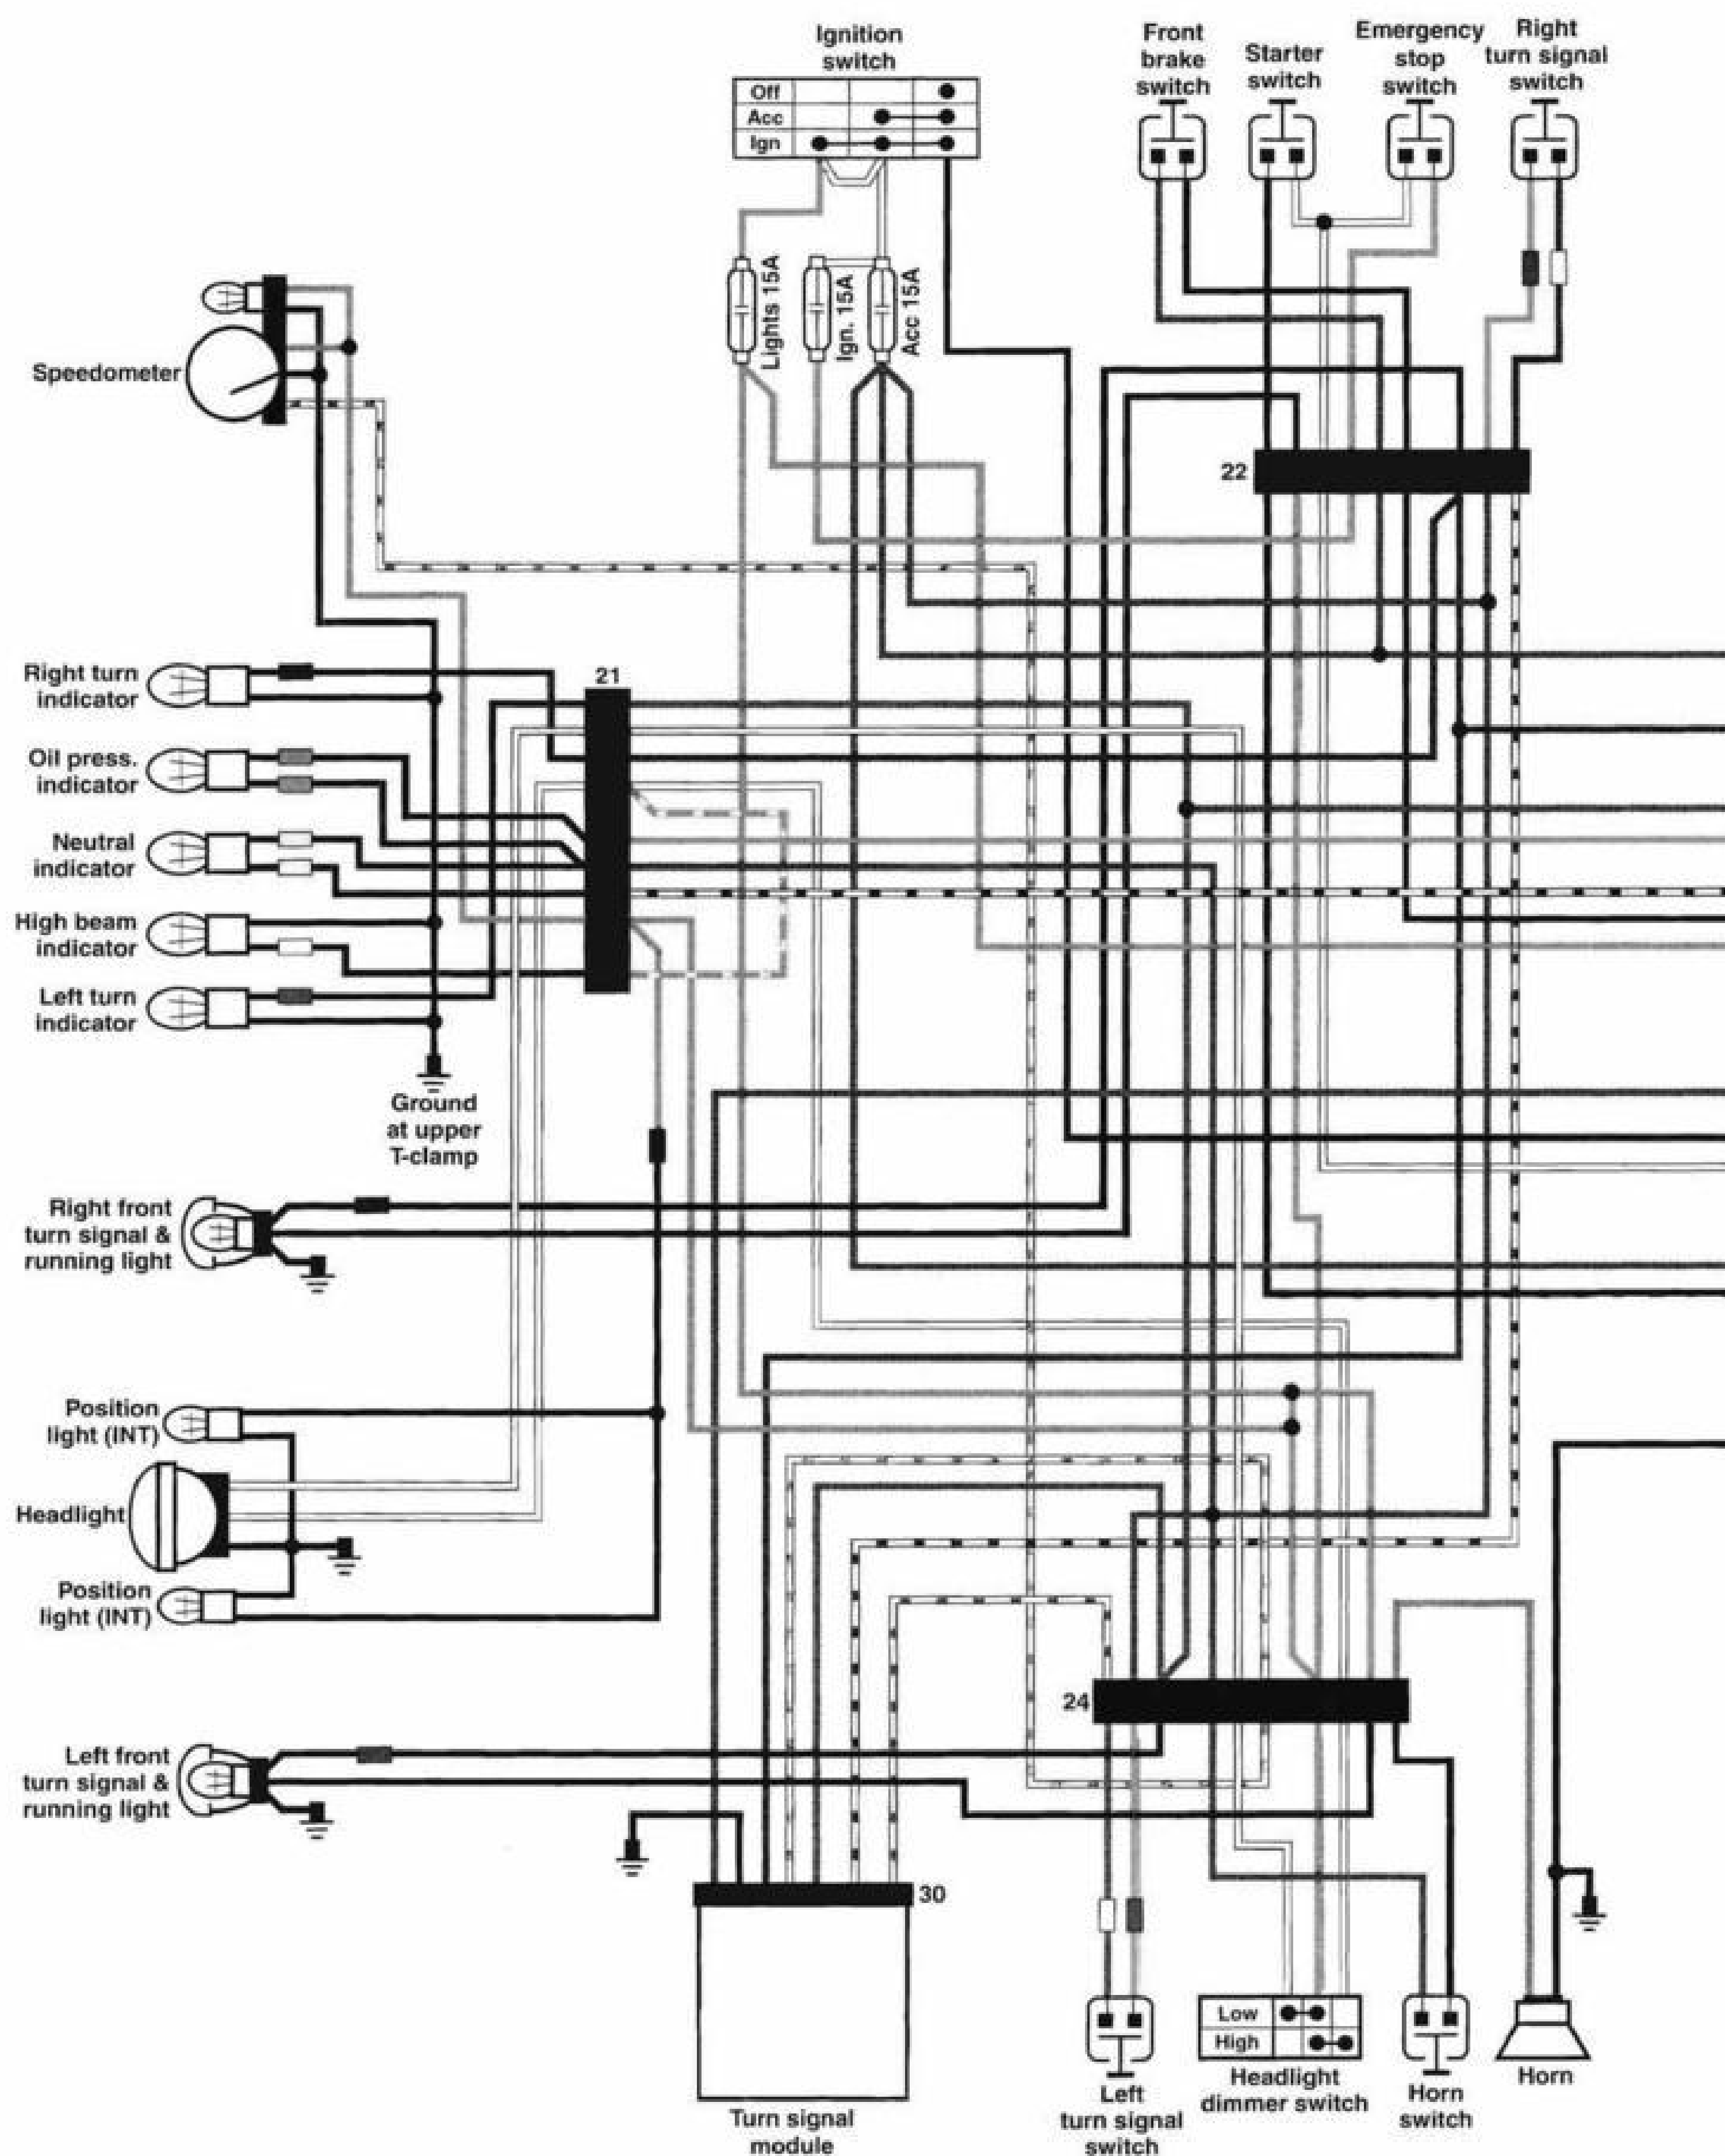 Ignition
switch
Off
Acc
Ign
Front
brake
switch
Starter
switch
Emergency
stop
switch
Right
turn signal
switch
Lights 15A
Ign. 15A
Acc 15A
Speedometer
22
Right turn
indicator
21
Oil press.
indicator
Neutral
indicator
High beam
indicator
Left turn
indicator
Ground
at upper
T-clamp
Right front
turn signal &
running light
Position
light (INT)
Headlight
Position
light (INT)
24
Left front
turn signal &
running light
30
Turn signal
module
Left
turn signal
switch
Low
High
Headlight
dimmer switch
Horn
switch
Horn